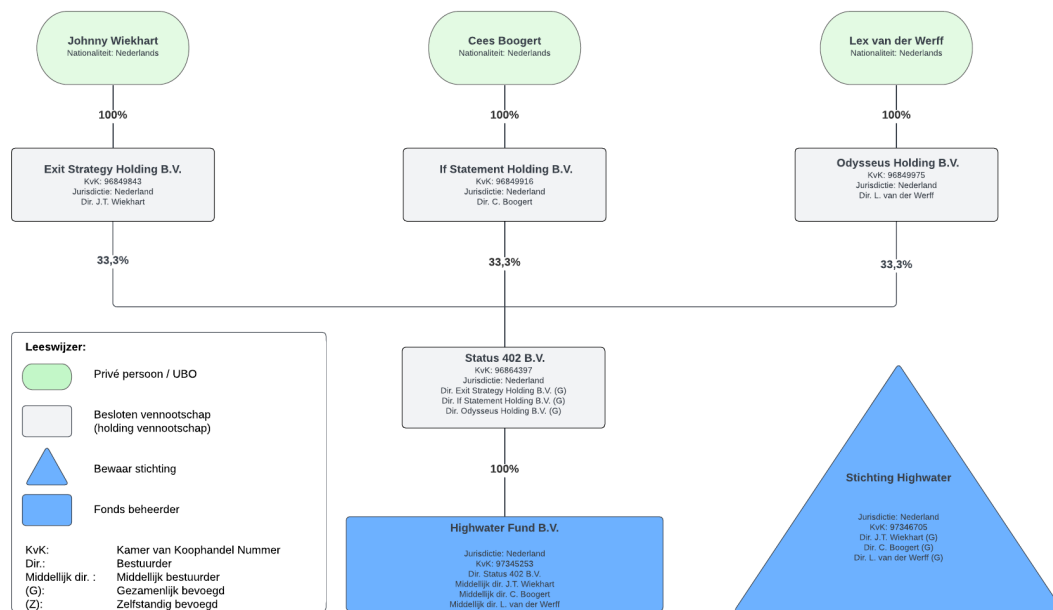 Johnny Wiekhart
Nationaliteit: Nederlands
Cees Boogert
Nationaliteit: Nederlands
Lex van der Werff
Nationaliteit: Nederlands
100%
100%
100%
Exit Strategy Holding B.V.
KvK: 96849843
Jurisdictie: Nederland
Dir. J.T. Wiekhart
If Statement Holding B.V.
KvK: 96849916
Jurisdictie: Nederland
Dir. C. Boogert
Odysseus Holding B.V.
KvK: 96849975
Jurisdictie: Nederland
Dir. L. van der Werff
33,3%
33,3%
33,3%
Status 402 B.V.
KvK: 96864397
Jurisdictie: Nederland
Dir. Exit Strategy Holding B.V. (G)
Dir. If Statement Holding B.V. (G)
Dir. Odysseus Holding B.V. (G)
100%
Highwater Fund B.V.
Jurisdictie: Nederland
KvK: 97345253
Dir. Status 402 B.V.
Middellijk dir. J.T. Wiekhart
Middellijk dir. C. Boogert
Middellijk dir. L. van der Werff
Stichting Highwater
Jurisdictie: Nederland
KvK: 97346705
Dir. J.T. Wiekhart (G)
Dir. C. Boogert (G)
Dir. L. van der Werff (G)
Leeswijzer:
Privé persoon / UBO
Besloten vennootschap
(holding vennootschap)
Bewaar stichting
Fonds beheerder
KvK: Kamer van Koophandel Nummer
Dir.: Bestuurder
Middellijk dir. : Middellijk bestuurder
(G): Gezamenlijk bevoegd
(Z): Zelfstandig bevoegd